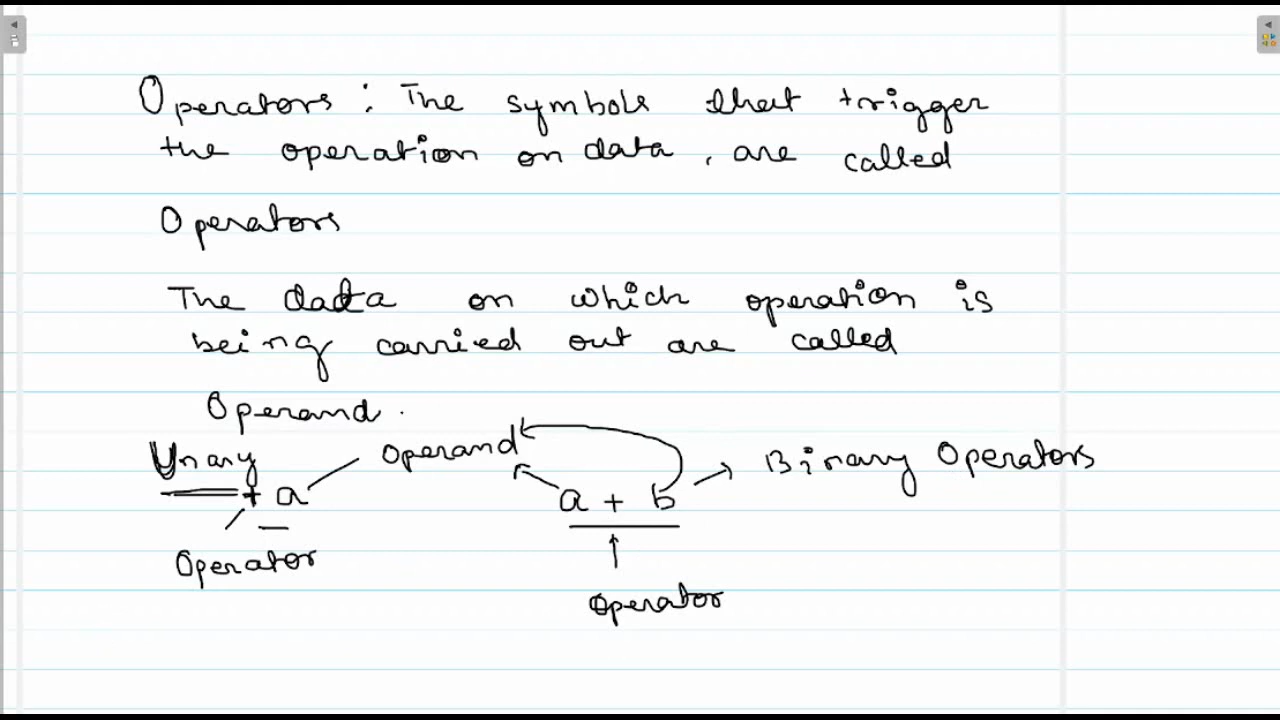 Operators : The symbols that trigger
the operation on data, are called
Operators
The data on which operation is
being carried out are called
Operand.
Unary
Operand
Binary Operators
+ a
a + b
Operator
Operator